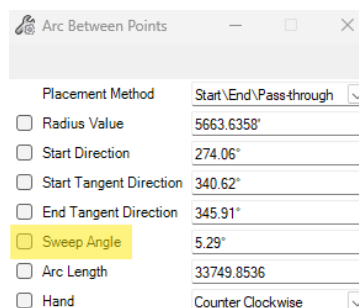 Arc Between Points
Placement Method Start\End\Pass-through
Radius Value 5663.6358'
Start Direction 274.06°
Start Tangent Direction 340.62°
End Tangent Direction 345.91°
Sweep Angle 5.29°
Arc Length 33749.8536
Hand Counter Clockwise